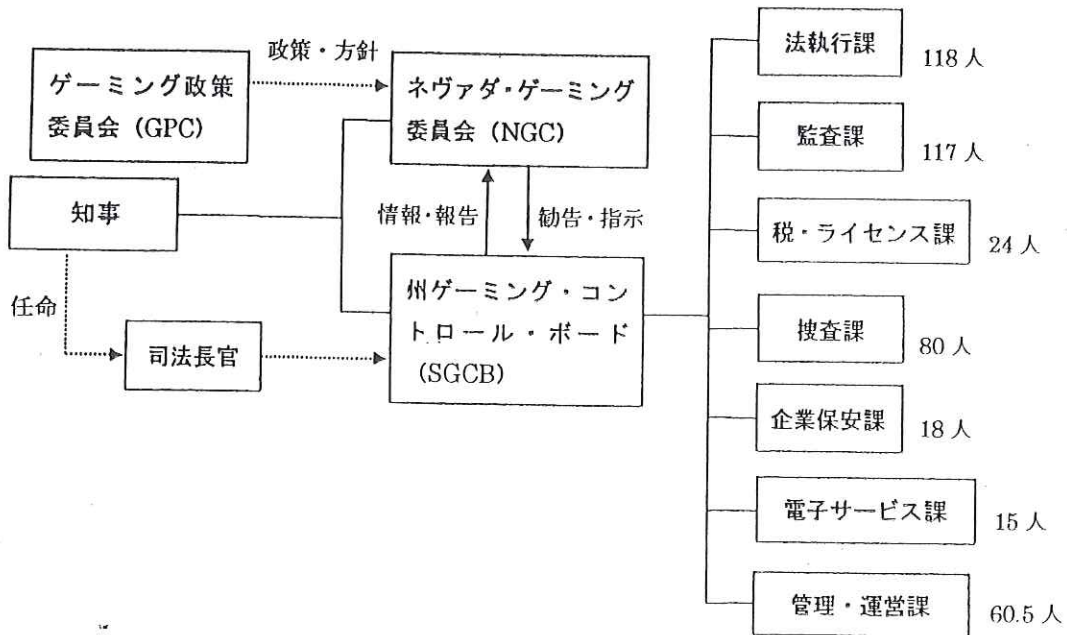 政策・方針
ゲーミング政策
委員会 (GPC)
ネヴァダ・ゲーミング
委員会 (NGC)
知事
情報・報告
勧告・指示
任命
司法長官
州ゲーミング・コン
トロール・ボード
(SGCB)
法執行課
118人
監査課
117人
税・ライセンス課
24人
捜査課
80人
企業保安課
18人
電子サービス課
15人
管理・運営課
60.5人